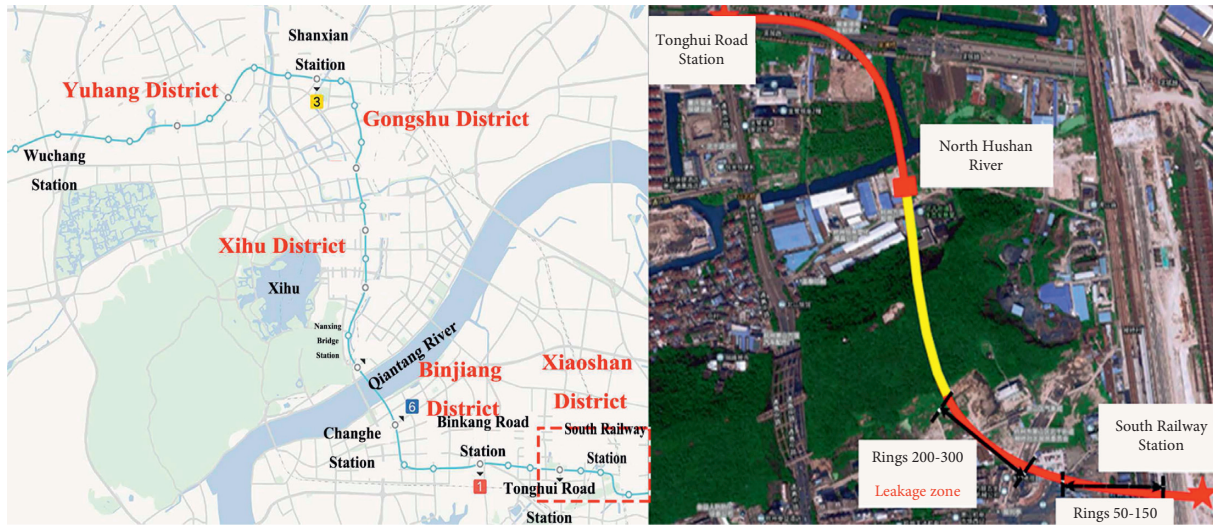 Shanxian
Staition
3
Yuhang District
Gongshu District
Wuchang
Station
Xihu District
Xihu
Nanxing
Bridge
Station
Qiantang River
Binjiang
District
Xiaoshan
District
6
Changhe
Station
Binkang Road
Station
1
South Railway
Station
Tonghui Road
Station
Tonghui Road
Station
North Hushan
River
Rings 200-300
Leakage zone
South Railway
Station
Rings 50-150